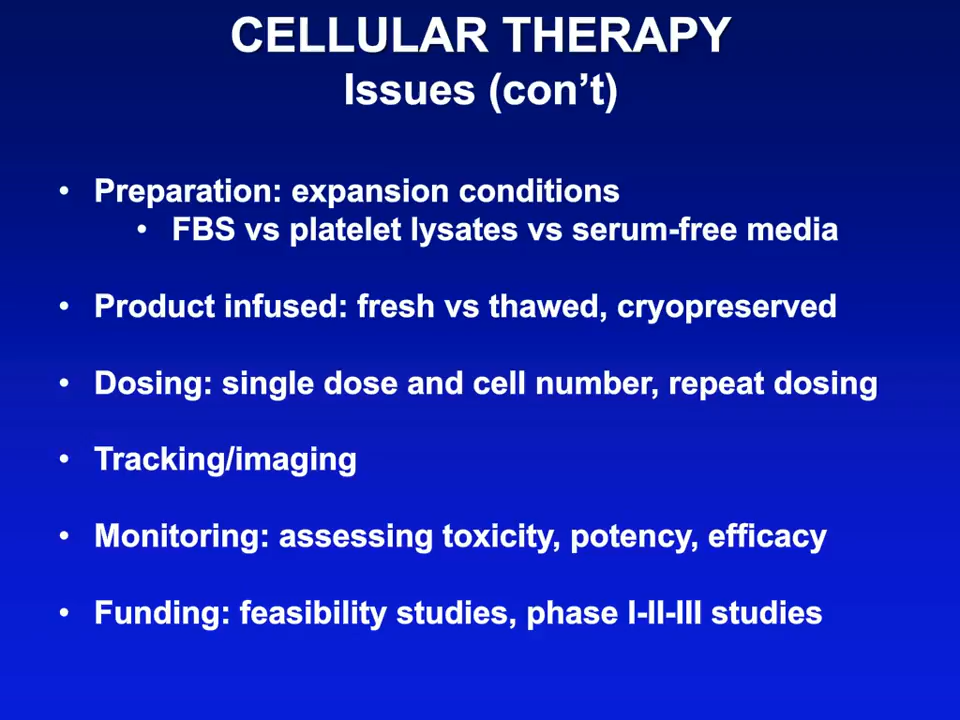 CELLULAR THERAPY
Issues (con’t)
• Preparation: expansion conditions
• FBS vs platelet lysates vs serum-free media
• Product infused: fresh vs thawed, cryopreserved
• Dosing: single dose and cell number, repeat dosing
• Tracking/imaging
• Monitoring: assessing toxicity, potency, efficacy
• Funding: feasibility studies, phase I-II-III studies